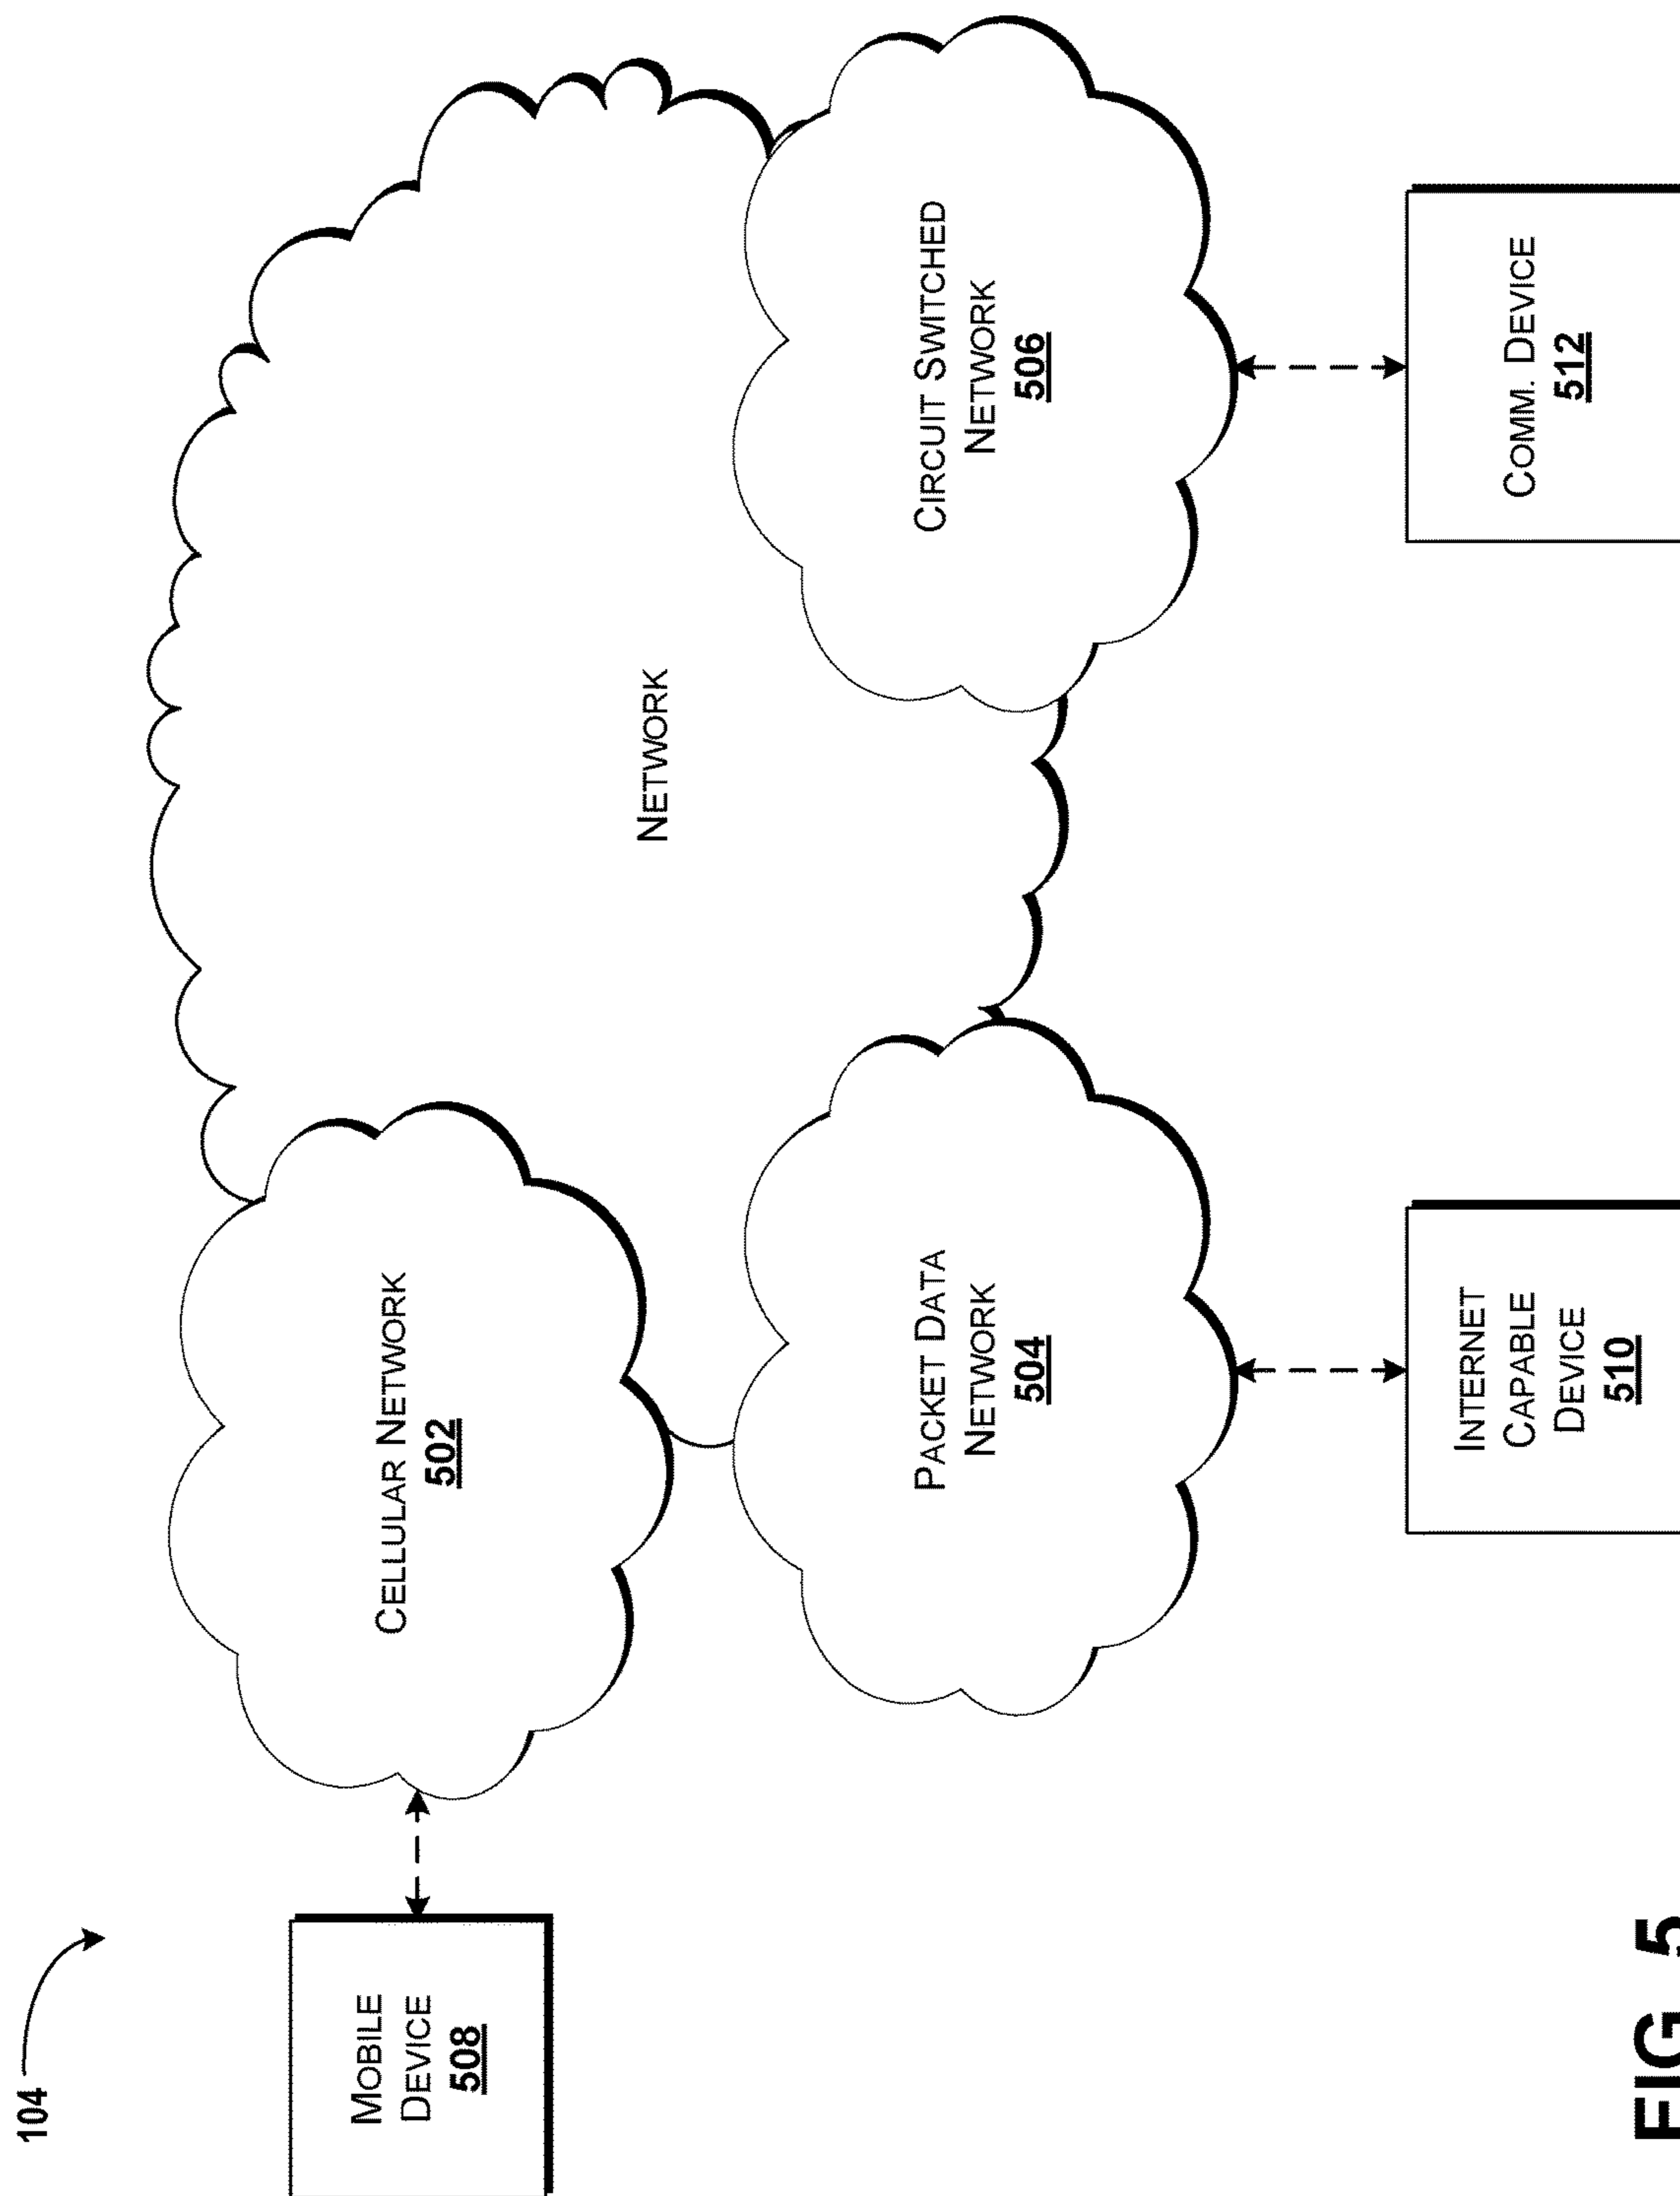 104
MOBILE
DEVICE
508
CELLULAR NETWORK
502
NETWORK
PACKET DATA
NETWORK
504
CIRCUIT SWITCHED
NETWORK
506
INTERNET
CAPABLE
DEVICE
510
COMM. DEVICE
512
FIG. 5